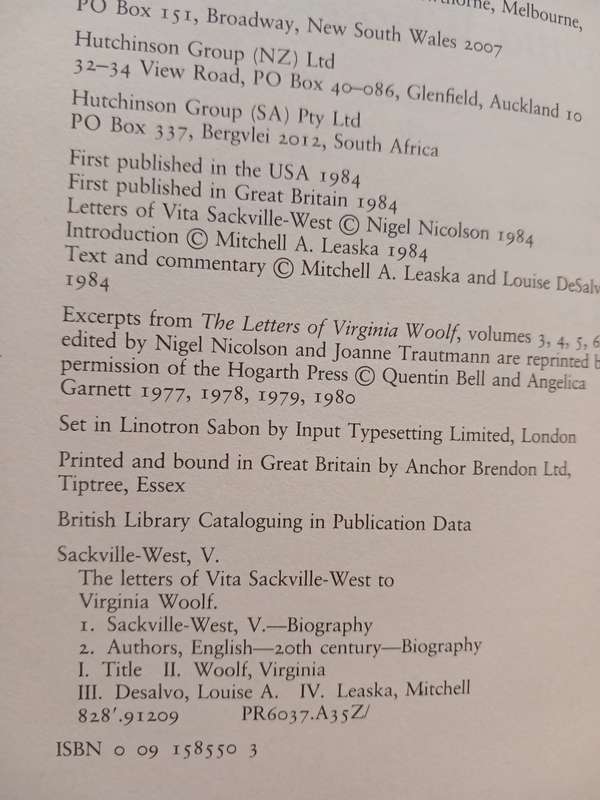 Melbourne,
PO Box 151, Broadway, New South Wales 2007
Hutchinson Group (NZ) Ltd
32–34 View Road, PO Box 40–086, Glenfield, Auckland 10
Hutchinson Group (SA) Pty Ltd
PO Box 337, Bergvlei 2012, South Africa
First published in the USA 1984
First published in Great Britain 1984
Letters of Vita Sackville-West © Nigel Nicolson 1984
Introduction © Mitchell A. Leaska 1984
Text and commentary © Mitchell A. Leaska and Louise DeSalv
1984
Excerpts from The Letters of Virginia Woolf, volumes 3, 4, 5, 6
edited by Nigel Nicolson and Joanne Trautmann are reprinted b
permission of the Hogarth Press © Quentin Bell and Angelica
Garnett 1977, 1978, 1979, 1980
Set in Linotron Sabon by Input Typesetting Limited, London
Printed and bound in Great Britain by Anchor Brendon Ltd,
Tiptree, Essex
British Library Cataloguing in Publication Data
Sackville-West, V.
The letters of Vita Sackville-West to
Virginia Woolf.
1. Sackville-West, V.—Biography
2. Authors, English—20th century—Biography
I. Title II. Woolf, Virginia
III. Desalvo, Louise A. IV. Leaska, Mitchell
828'.91209 PR6037.A35Z/
ISBN 0 09 158550 3